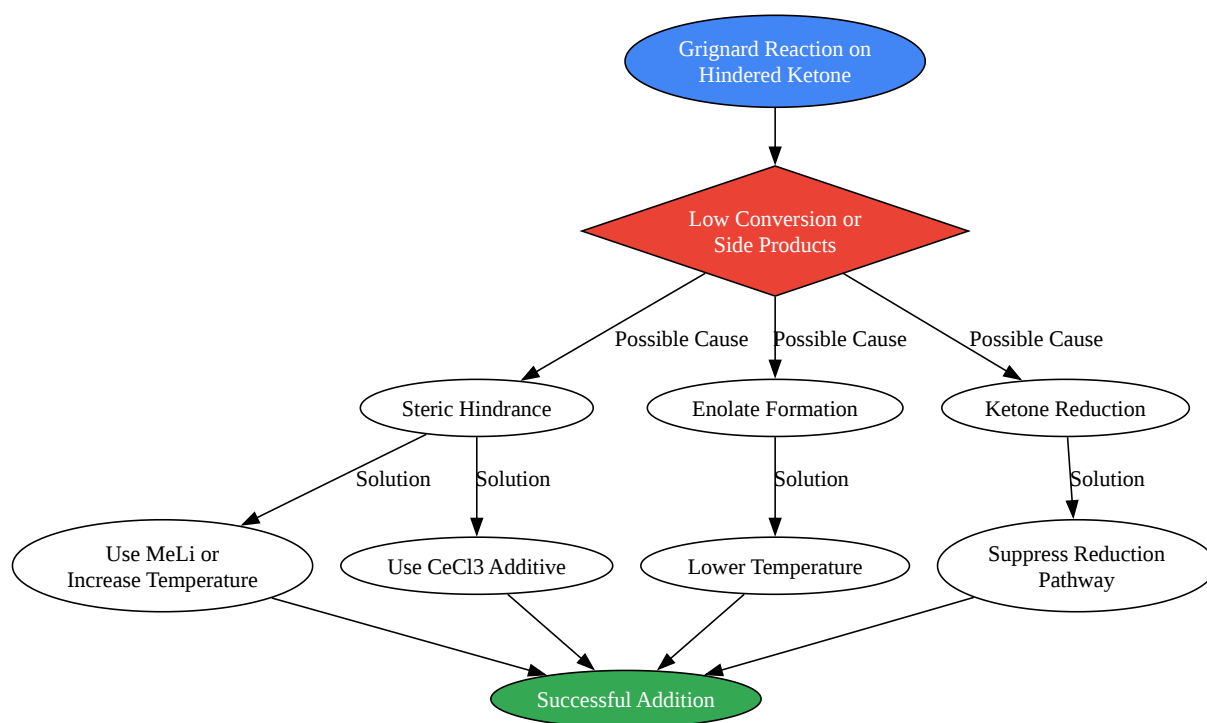 Grignard Reaction on
Hindered Ketone
Low Conversion or
Side Products
Possible Cause
Possible Cause
Possible Cause
Steric Hindrance
Enolate Formation
Ketone Reduction
Solution
Solution
Solution
Solution
Use MeLi or
Increase Temperature
Use CeCl3 Additive
Lower Temperature
Suppress Reduction
Pathway
Successful Addition